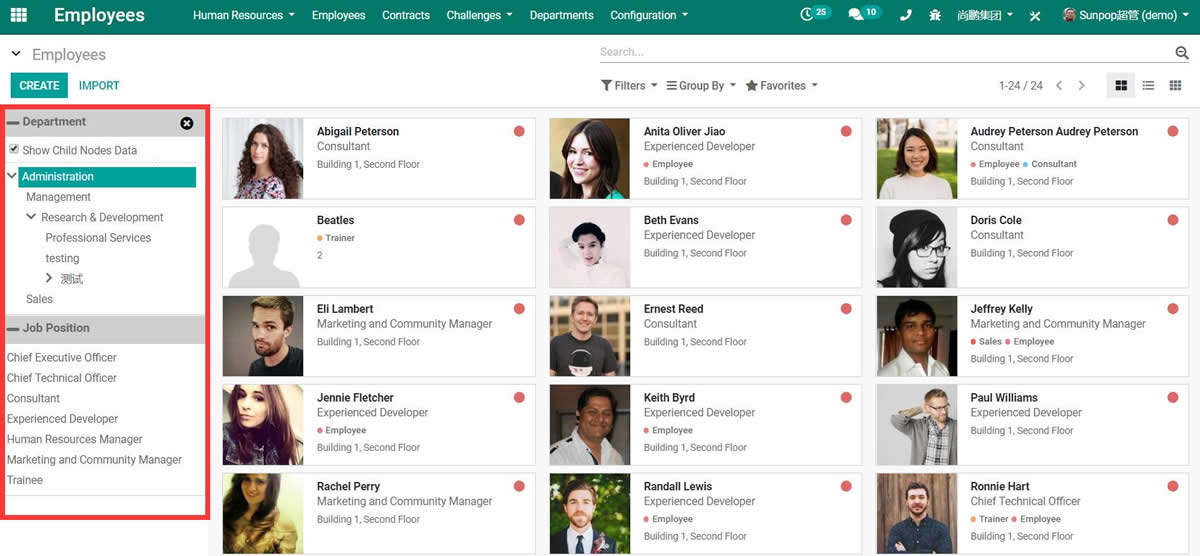 Employees Human Resources Employees Contracts Challenges Departments Configuration 25 10 尚鹏集团 Sunpop超管 (demo)
Employees Search...
CREATE IMPORT Filters Group By Favorites 1-24 / 24
Department
Show Child Nodes Data
Administration
Management
Research & Development
Professional Services
testing
测试
Sales
Job Position
Chief Executive Officer
Chief Technical Officer
Consultant
Experienced Developer
Human Resources Manager
Marketing and Community Manager
Trainee
Abigail Peterson
Consultant
Building 1, Second Floor
Anita Oliver Jiao
Experienced Developer
Employee
Building 1, Second Floor
Audrey Peterson Audrey Peterson
Consultant
Employee Consultant
Building 1, Second Floor
Beatles
Trainer
2
Beth Evans
Experienced Developer
Building 1, Second Floor
Doris Cole
Consultant
Building 1, Second Floor
Eli Lambert
Marketing and Community Manager
Building 1, Second Floor
Ernest Reed
Consultant
Building 1, Second Floor
Jeffrey Kelly
Marketing and Community Manager
Sales Employee
Building 1, Second Floor
Jennie Fletcher
Experienced Developer
Employee
Building 1, Second Floor
Keith Byrd
Experienced Developer
Employee
Building 1, Second Floor
Paul Williams
Experienced Developer
Building 1, Second Floor
Rachel Perry
Marketing and Community Manager
Building 1, Second Floor
Randall Lewis
Experienced Developer
Employee
Building 1, Second Floor
Ronnie Hart
Chief Technical Officer
Trainer Employee
Building 1, Second Floor